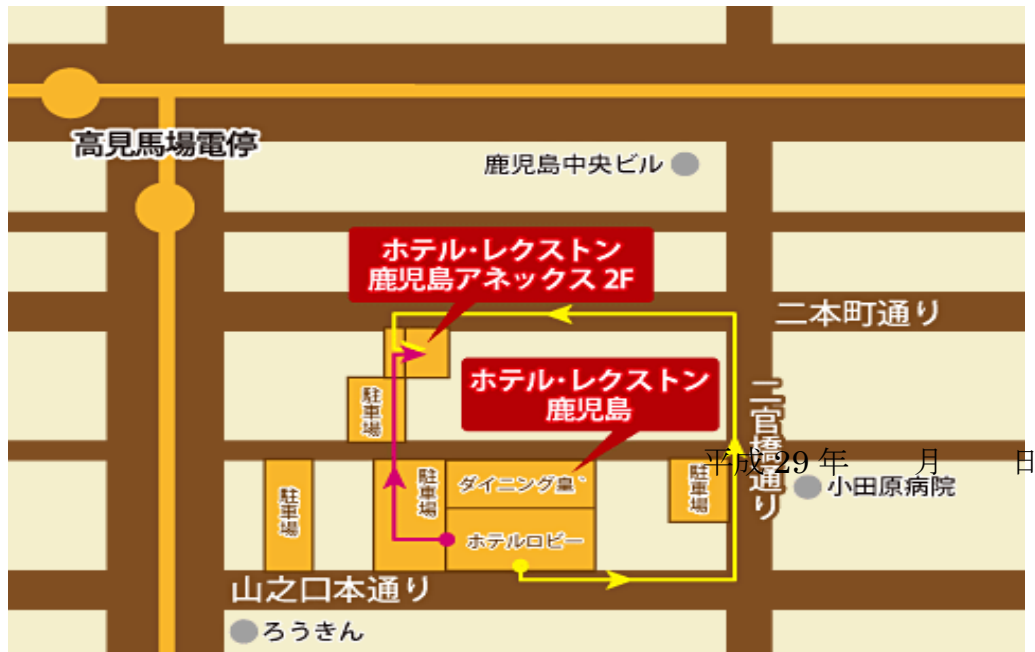 高見馬場電停
鹿児島中央ビル
ホテル・レクストン
鹿児島アネックス 2F
二本町通り
ホテル・レクストン
鹿児島
駐車場
二官橋通り
平成 29 年 月 日
駐車場
駐車場
ダイニング皇
駐車場
小田原病院
ホテルロビー
山之口本通り
ろうきん